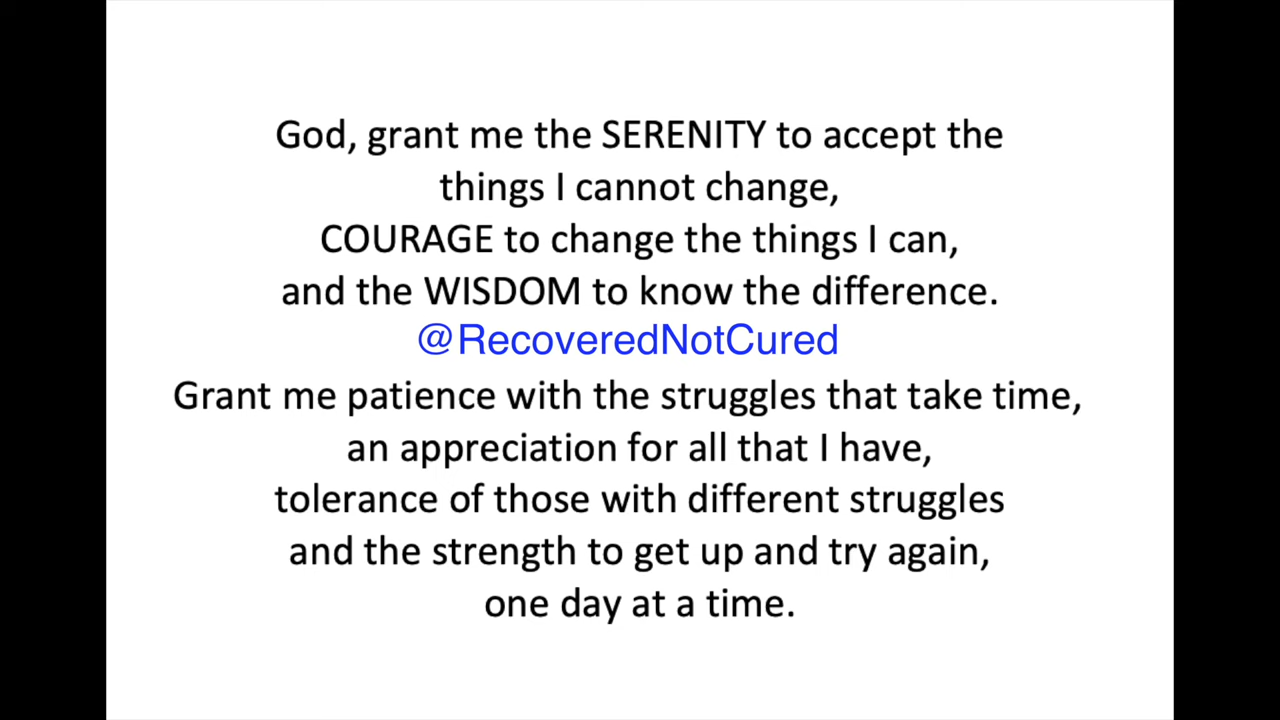 God, grant me the SERENITY to accept the
things I cannot change,
COURAGE to change the things I can,
and the WISDOM to know the difference.
@RecoveredNotCured
Grant me patience with the struggles that take time,
an appreciation for all that I have,
tolerance of those with different struggles
and the strength to get up and try again,
one day at a time.